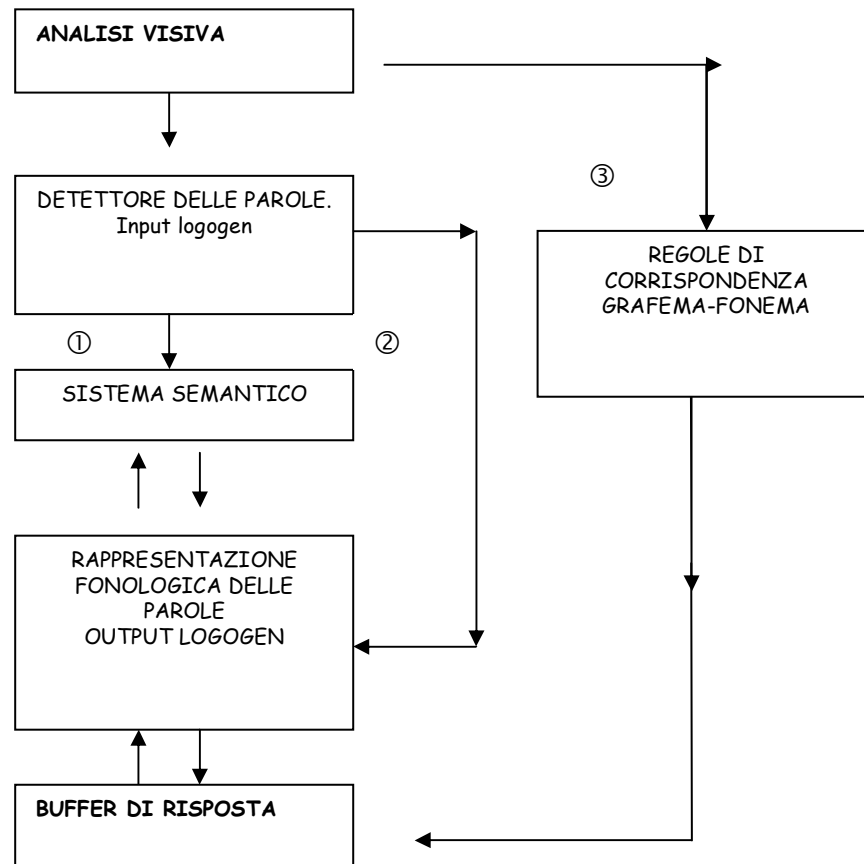 ANALISI VISIVA
③
DETETTORE DELLE PAROLE.
Input logogen
REGOLE DI
CORRISPONDENZA
GRAFEMA-FONEMA
①
②
SISTEMA SEMANTICO
RAPPRESENTAZIONE
FONOLOGICA DELLE
PAROLE
OUTPUT LOGOGEN
BUFFER DI RISPOSTA